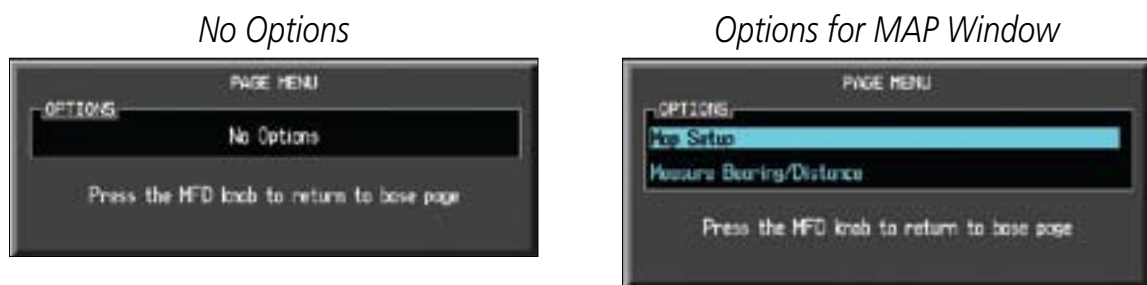 No Options
PAGE MENU
OPTIONS
No Options
Press the MFD knob to return to base page
Options for MAP Window
PAGE MENU
OPTIONS
Map Setup
Measure Bearing/Distance
Press the MFD knob to return to base page